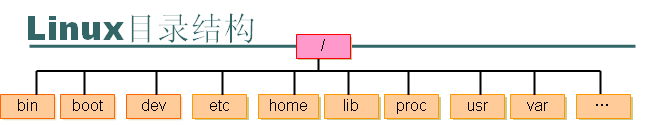 Linux目录结构
/
bin boot dev etc home lib proc usr var …